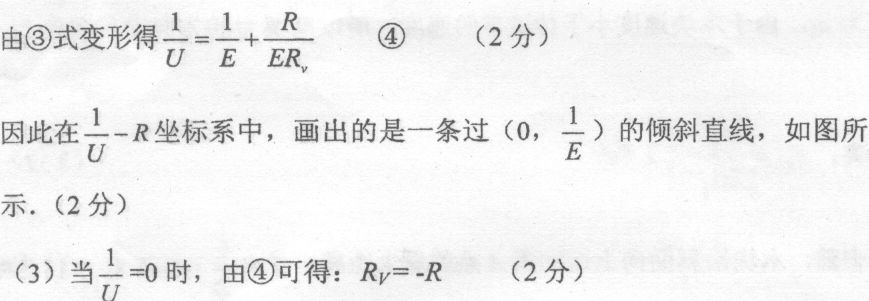 由③式变形得 1/U = 1/E + R/ERv ④ （2 分）
因此在 1/U - R 坐标系中，画出的是一条过（0， 1/E ）的倾斜直线，如图所
示．（2 分）
（3）当 1/U =0 时，由④可得：RV = -R （2 分）